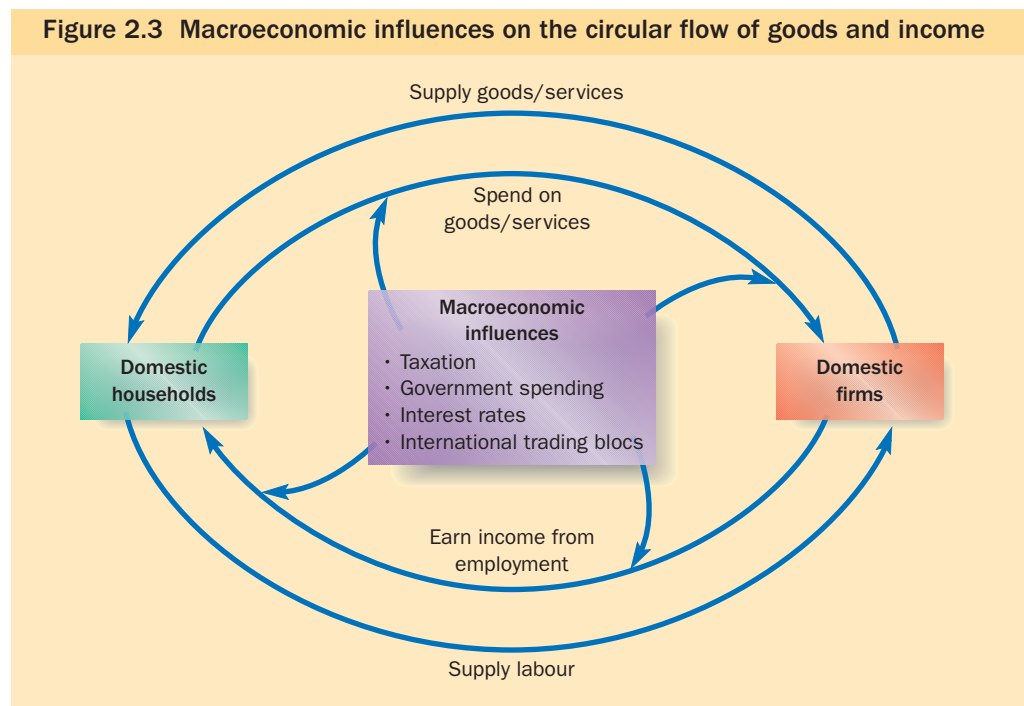 Figure 2.3 Macroeconomic influences on the circular flow of goods and income
Supply goods/services
Spend on
goods/services
Macroeconomic
influences
· Taxation
· Government spending
· Interest rates
· International trading blocs
Domestic
households
Domestic
firms
Earn income from
employment
Supply labour